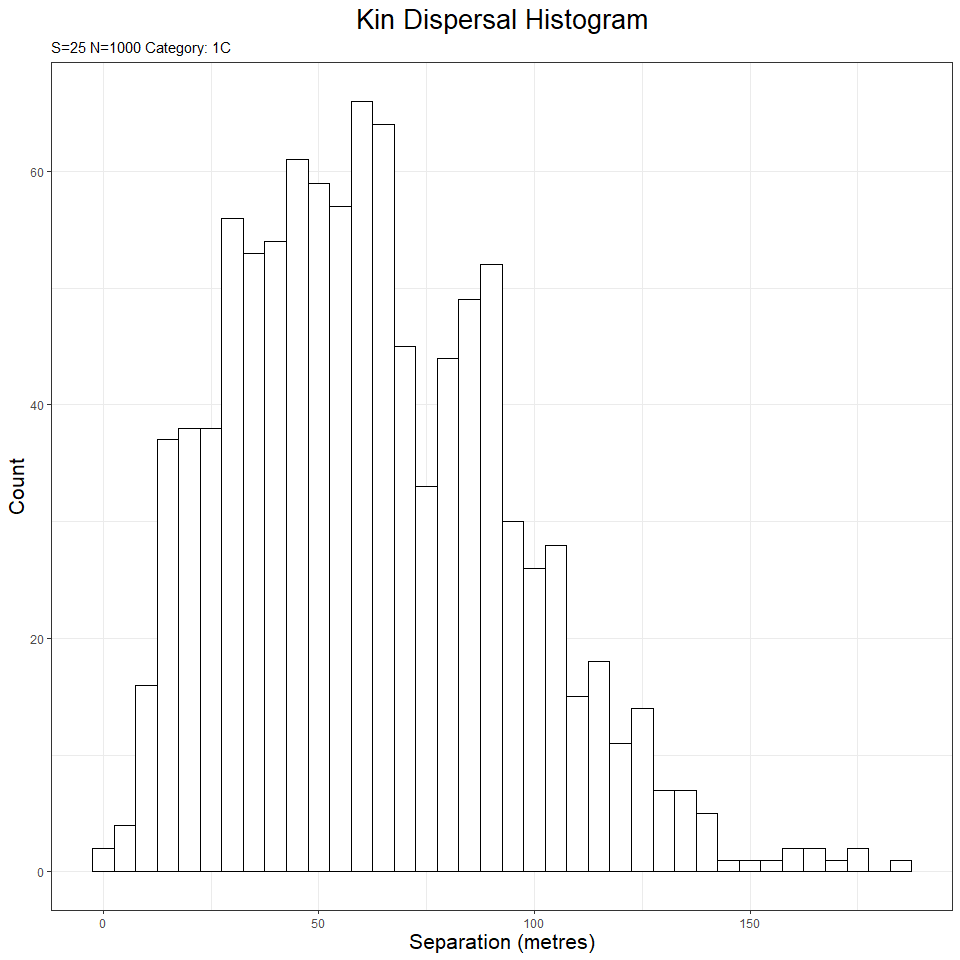 Kin Dispersal Histogram
S=25 N=1000 Category: 1C
Count
60
40
20
0
0 50 100 150
Separation (metres)